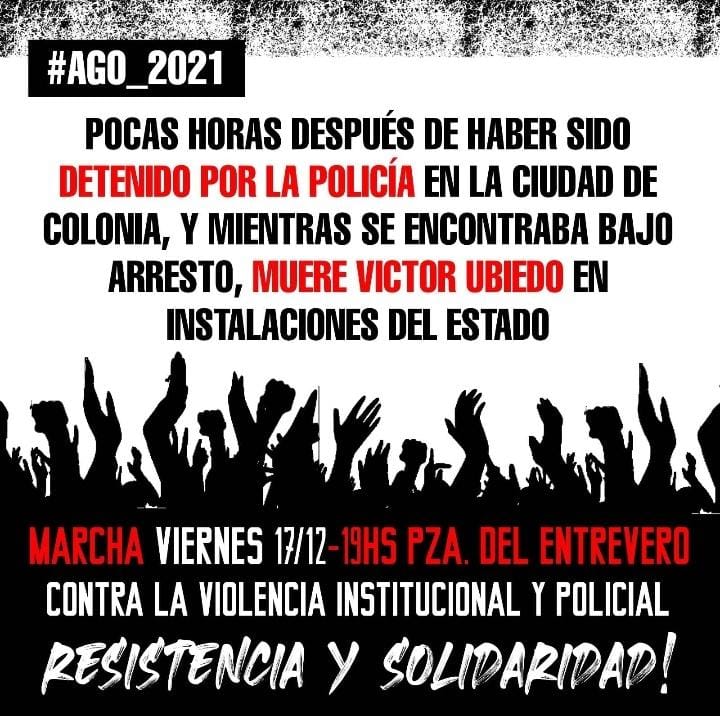 #AGO_2021
POCAS HORAS DESPUÉS DE HABER SIDO
DETENIDO POR LA POLICÍA EN LA CIUDAD DE
COLONIA, Y MIENTRAS SE ENCONTRABA BAJO
ARRESTO, MUERE VICTOR UBIEDO EN
INSTALACIONES DEL ESTADO
MARCHA VIERNES 17/12-19HS PZA. DEL ENTREVERO
CONTRA LA VIOLENCIA INSTITUCIONAL Y POLICIAL
RESISTENCIA Y SOLIDARIDAD!